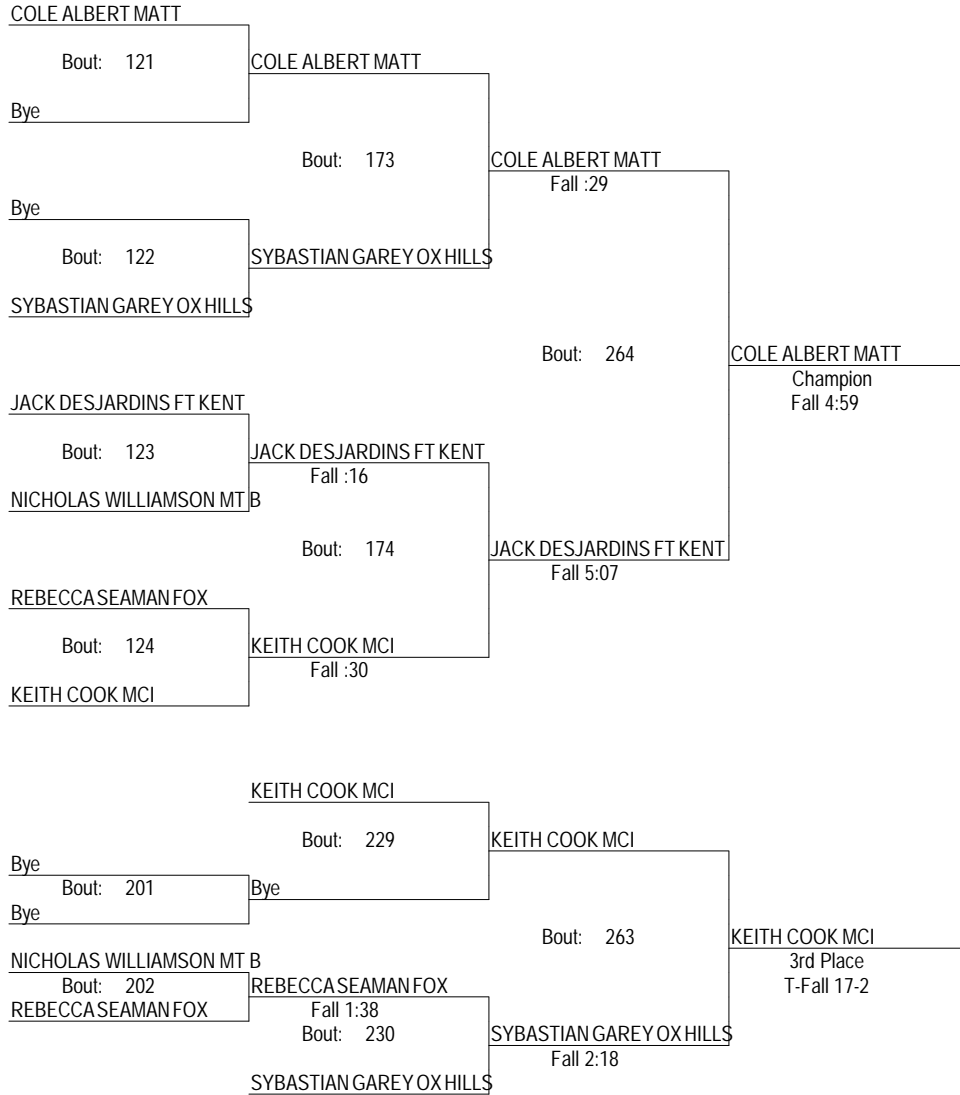 COLE ALBERT MATT
Bout: 121
COLE ALBERT MATT
Bye
Bout: 173
COLE ALBERT MATT
Fall :29
Bye
Bout: 122
SYBASTIAN GAREY OX HILLS
SYBASTIAN GAREY OX HILLS
Bout: 264
COLE ALBERT MATT
Champion
Fall 4:59
JACK DESJARDINS FT KENT
Bout: 123
JACK DESJARDINS FT KENT
Fall :16
NICHOLAS WILLIAMSON MT B
Bout: 174
JACK DESJARDINS FT KENT
Fall 5:07
REBECCA SEAMAN FOX
Bout: 124
KEITH COOK MCI
Fall :30
KEITH COOK MCI
KEITH COOK MCI
Bout: 229
KEITH COOK MCI
Bye
Bout: 201
Bye
Bye
Bout: 263
KEITH COOK MCI
3rd Place
T-Fall 17-2
NICHOLAS WILLIAMSON MT B
Bout: 202
REBECCA SEAMAN FOX
Fall 1:38
REBECCA SEAMAN FOX
Bout: 230
SYBASTIAN GAREY OX HILLS
Fall 2:18
SYBASTIAN GAREY OX HILLS